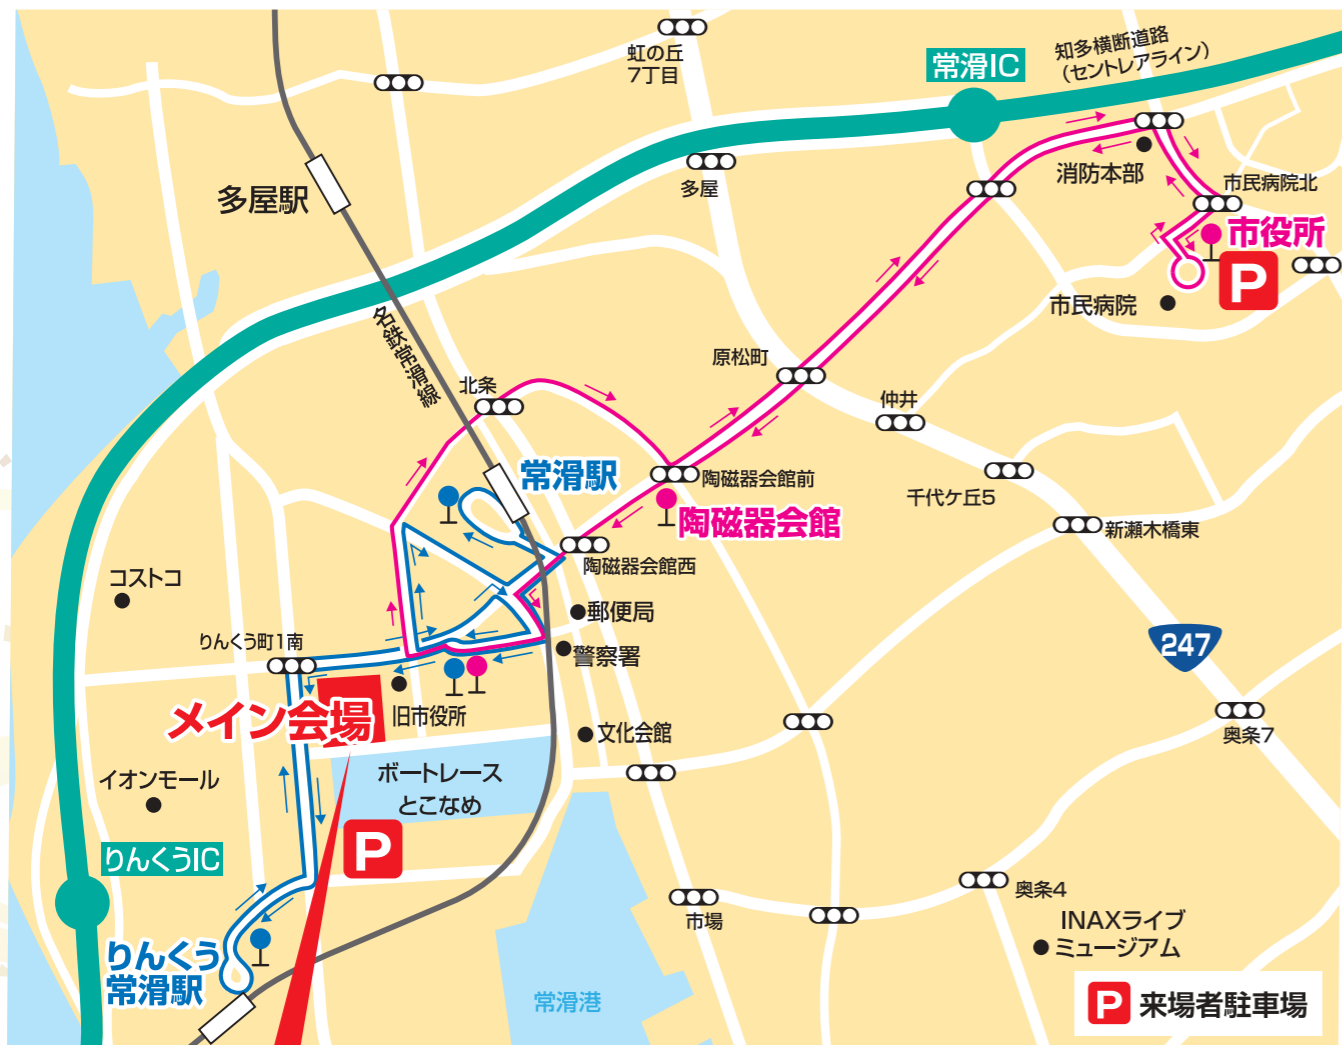 虹の丘
7丁目
常滑IC
知多横断道路
(セントレアライン)
多屋駅
多屋
消防本部
市民病院北
市役所
P
市民病院
名鉄常滑線
原松町
北条
仲井
常滑駅
陶磁器会館前
陶磁器会館
千代ケ丘5
新瀬木橋東
陶磁器会館西
コストコ
郵便局
りんくう町1南
警察署
247
メイン会場
旧市役所
文化会館
奥条7
ボートレース
とこなめ
イオンモール
P
りんくうIC
奥条4
市場
INAXライブ
ミュージアム
りんくう
常滑駅
常滑港
P 来場者駐車場